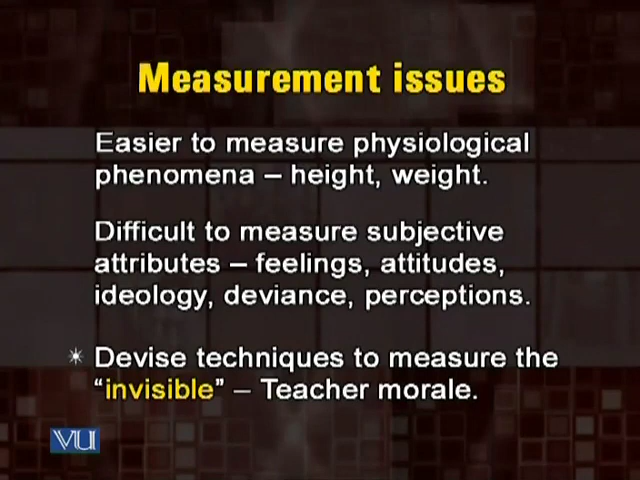 Measurement issues
Easier to measure physiological
phenomena – height, weight.
Difficult to measure subjective
attributes – feelings, attitudes,
ideology, deviance, perceptions.
✴ Devise techniques to measure the
“invisible” – Teacher morale.
VU